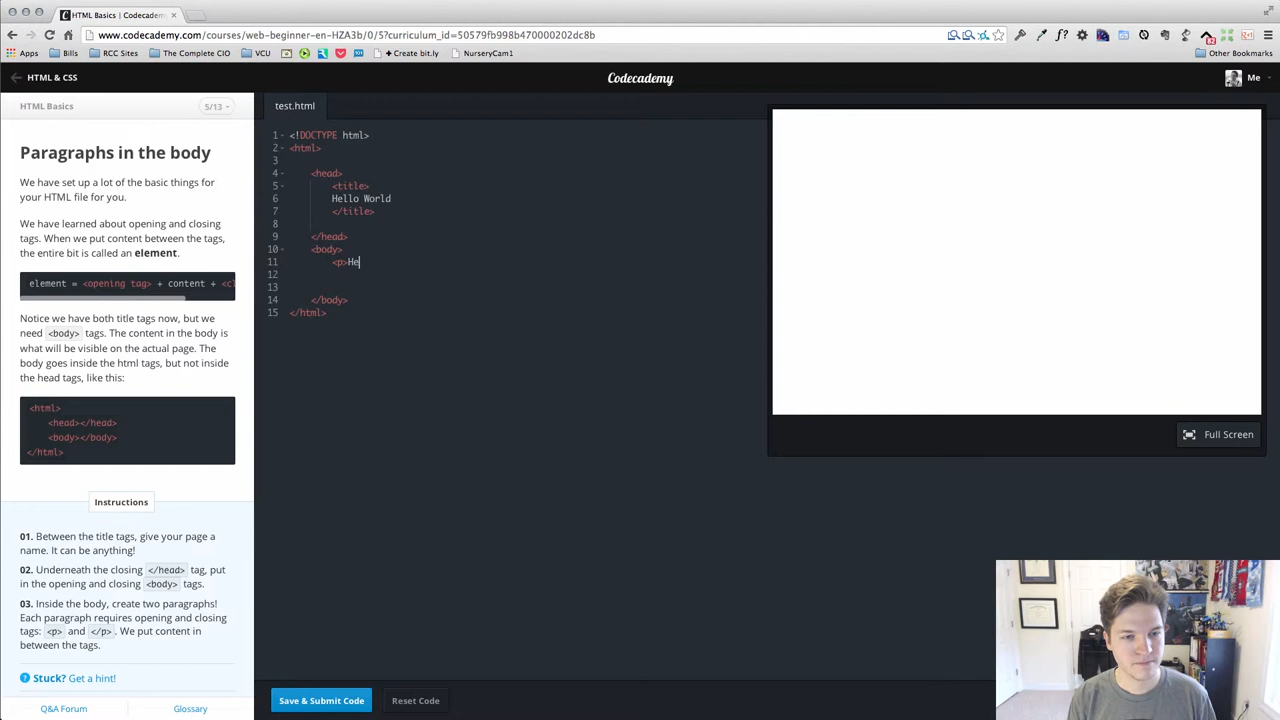 HTML Basics | Codecademy
www.codecademy.com/courses/web-beginner-en-HZA3b/0/5?curriculum_id=50579fb998b4700002020dc8b
Apps Bills RCC Sites The Complete CIO VCU + Create bit.ly NurseryCam1 Other Bookmarks
82
HTML & CSS
Codecademy
Me
HTML Basics
5/13
test.html
Paragraphs in the body
We have set up a lot of the basic things for
your HTML file for you.
We have learned about opening and closing
tags. When we put content between the tags,
the entire bit is called an element.
element = <opening tag> + content + <cl
Notice we have both title tags now, but we
need <body> tags. The content in the body is
what will be visible on the actual page. The
body goes inside the html tags, but not inside
the head tags, like this:
<html>
<head></head>
<body></body>
</html>
Instructions
01. Between the title tags, give your page a
name. It can be anything!
02. Underneath the closing </head> tag, put
in the opening and closing <body> tags.
03. Inside the body, create two paragraphs!
Each paragraph requires opening and closing
tags: <p> and </p>. We put content in
between the tags.
Stuck? Get a hint!
Q&A Forum Glossary
1 <!DOCTYPE html>
2 <html>
3
4 <head>
5 <title>
6 Hello World
7 </title>
8
9 </head>
10 <body>
11 <p>He
12
13
14 </body>
15 </html>
Full Screen
Save & Submit Code Reset Code